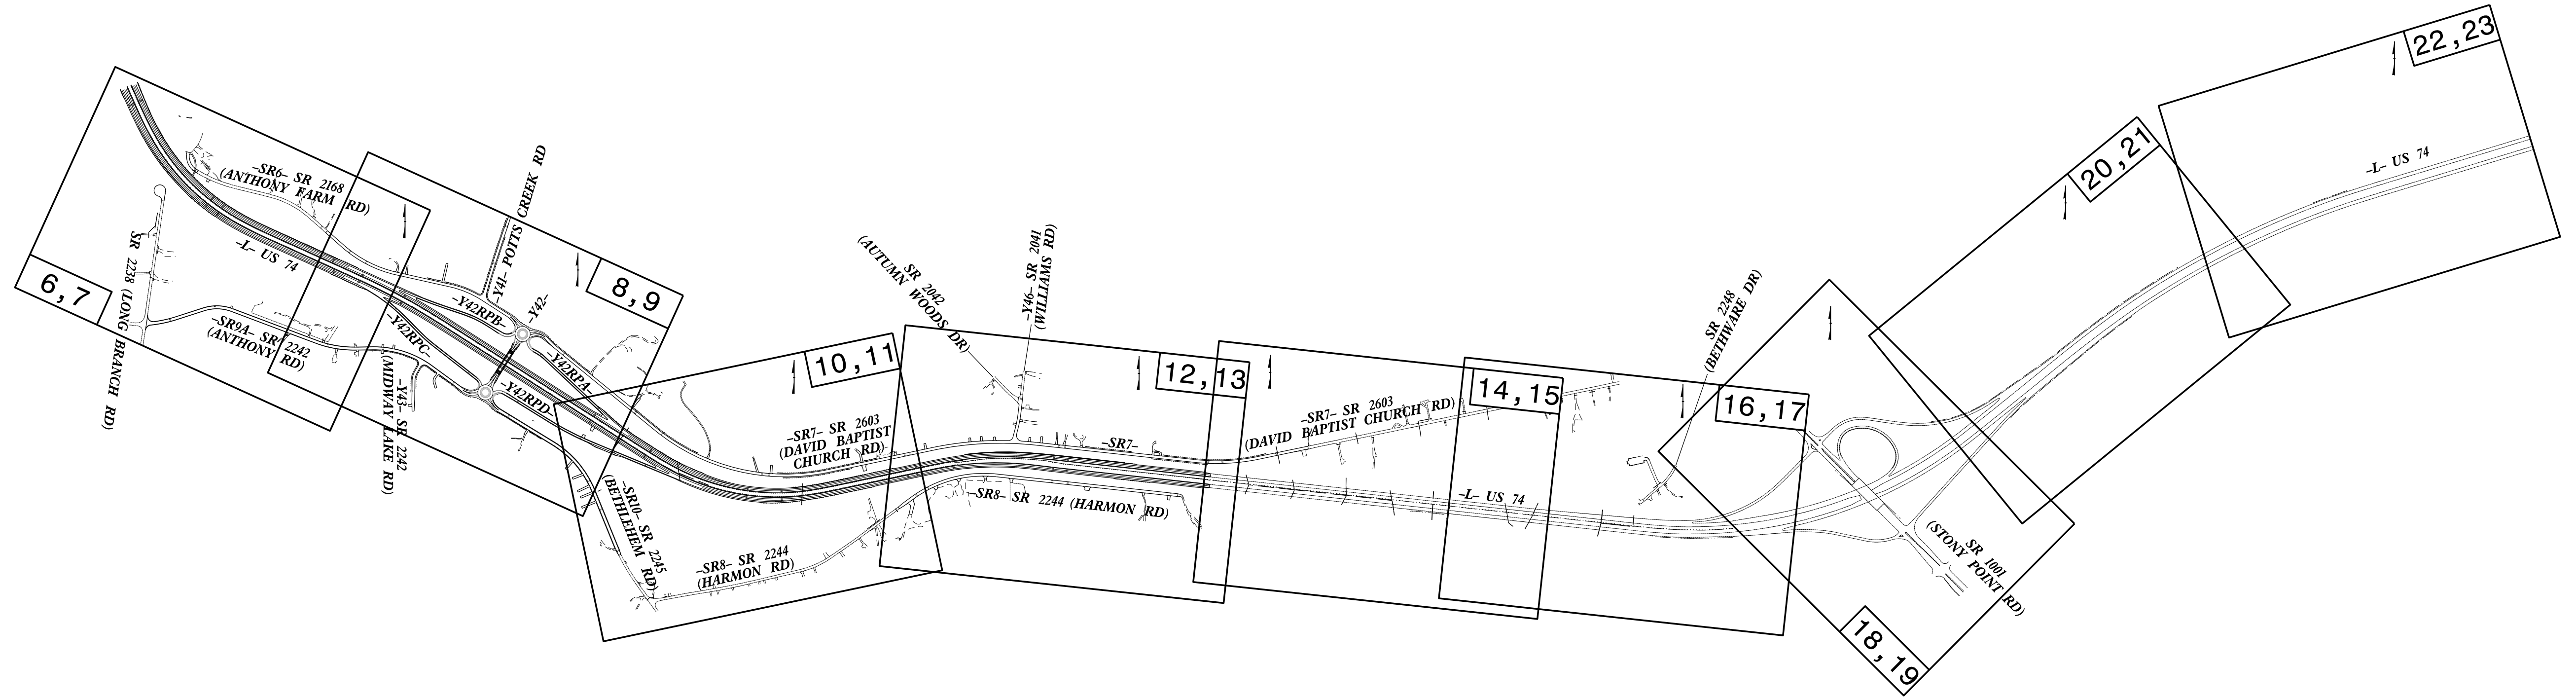 6,7
-SR6- SR 2168
(ANTHONY FARM RD)
-L- US 74
SR 2238 (LONG BRANCH RD)
-SR9A- SR 2242
(ANTHONY RD)
-Y43- SR 2242
(MIDWAY LAKE RD)
-Y41- POTTS CREEK RD
-Y42-
-Y42RPB-
-Y42RPC-
-Y42RPA-
-Y42RPD-
8,9
-SR10- SR 2245
(BETHLEHEM RD)
10,11
-SR7- SR 2603
(DAVID BAPTIST
CHURCH RD)
-SR8- SR 2244
(HARMON RD)
SR 2042
(AUTUMN WOODS DR)
-Y46- SR 2041
(WILLIAMS RD)
12,13
-SR7-
-SR8- SR 2244 (HARMON RD)
-SR7- SR 2603
(DAVID BAPTIST CHURCH RD)
14,15
-L- US 74
SR 2248
(BETHWARE DR)
16,17
SR 1001
(STONY POINT RD)
18,19
20,21
22,23
-L- US 74